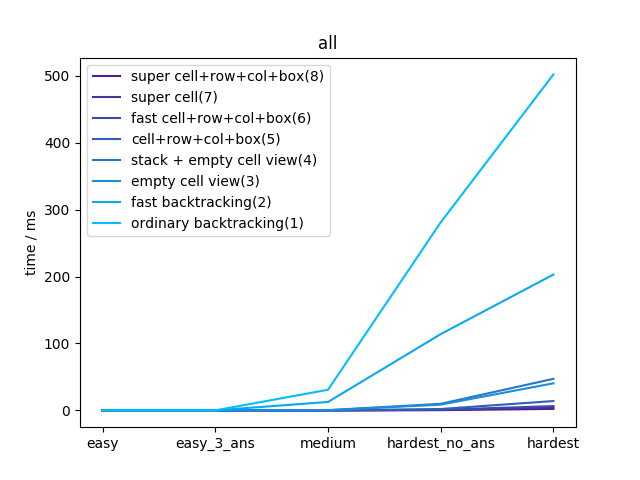 all
super cell+row+col+box(8)
super cell(7)
fast cell+row+col+box(6)
cell+row+col+box(5)
stack + empty cell view(4)
empty cell view(3)
fast backtracking(2)
ordinary backtracking(1)
time / ms
500
400
300
200
100
0
easy easy_3_ans medium hardest_no_ans hardest